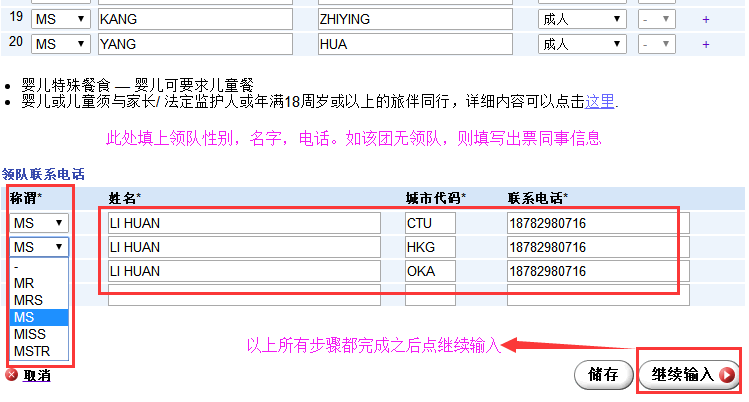 19 MS KANG ZHIYING 成人 - +
20 MS YANG HUA 成人 - +
婴儿特殊餐食 — 婴儿可要求儿童餐
婴儿或儿童须与家长/ 法定监护人或年满18周岁或以上的旅伴同行，详细内容可以点击这里.
此处填上领队性别，名字，电话。如该团无领队，则填写出票同事信息
领队联系电话
称谓* 姓名* 城市代码* 联系电话*
MS LI HUAN CTU 18782980716
MS LI HUAN HKG 18782980716
LI HUAN OKA 18782980716
-
MR
MRS
MS
MISS
MSTR
以上所有步骤都完成之后点继续输入
取消 储存 继续输入